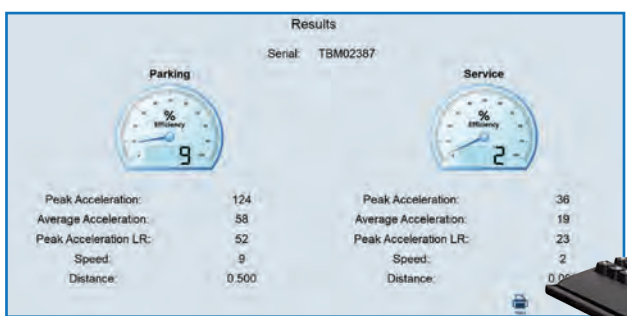 Results
Serial: TBM02387
Parking Service
% %
Efficiency Efficiency
9 2
Peak Acceleration: 124 Peak Acceleration: 36
Average Acceleration: 58 Average Acceleration: 19
Peak Acceleration LR: 52 Peak Acceleration LR: 23
Speed: 9 Speed: 2
Distance: 0.500 Distance: